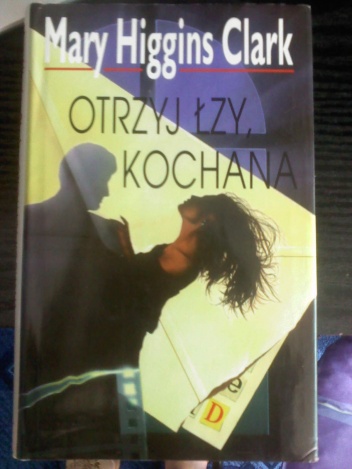 Mary Higgins Clark
OTRZYJ ŁZY,
KOCHANA
e
D